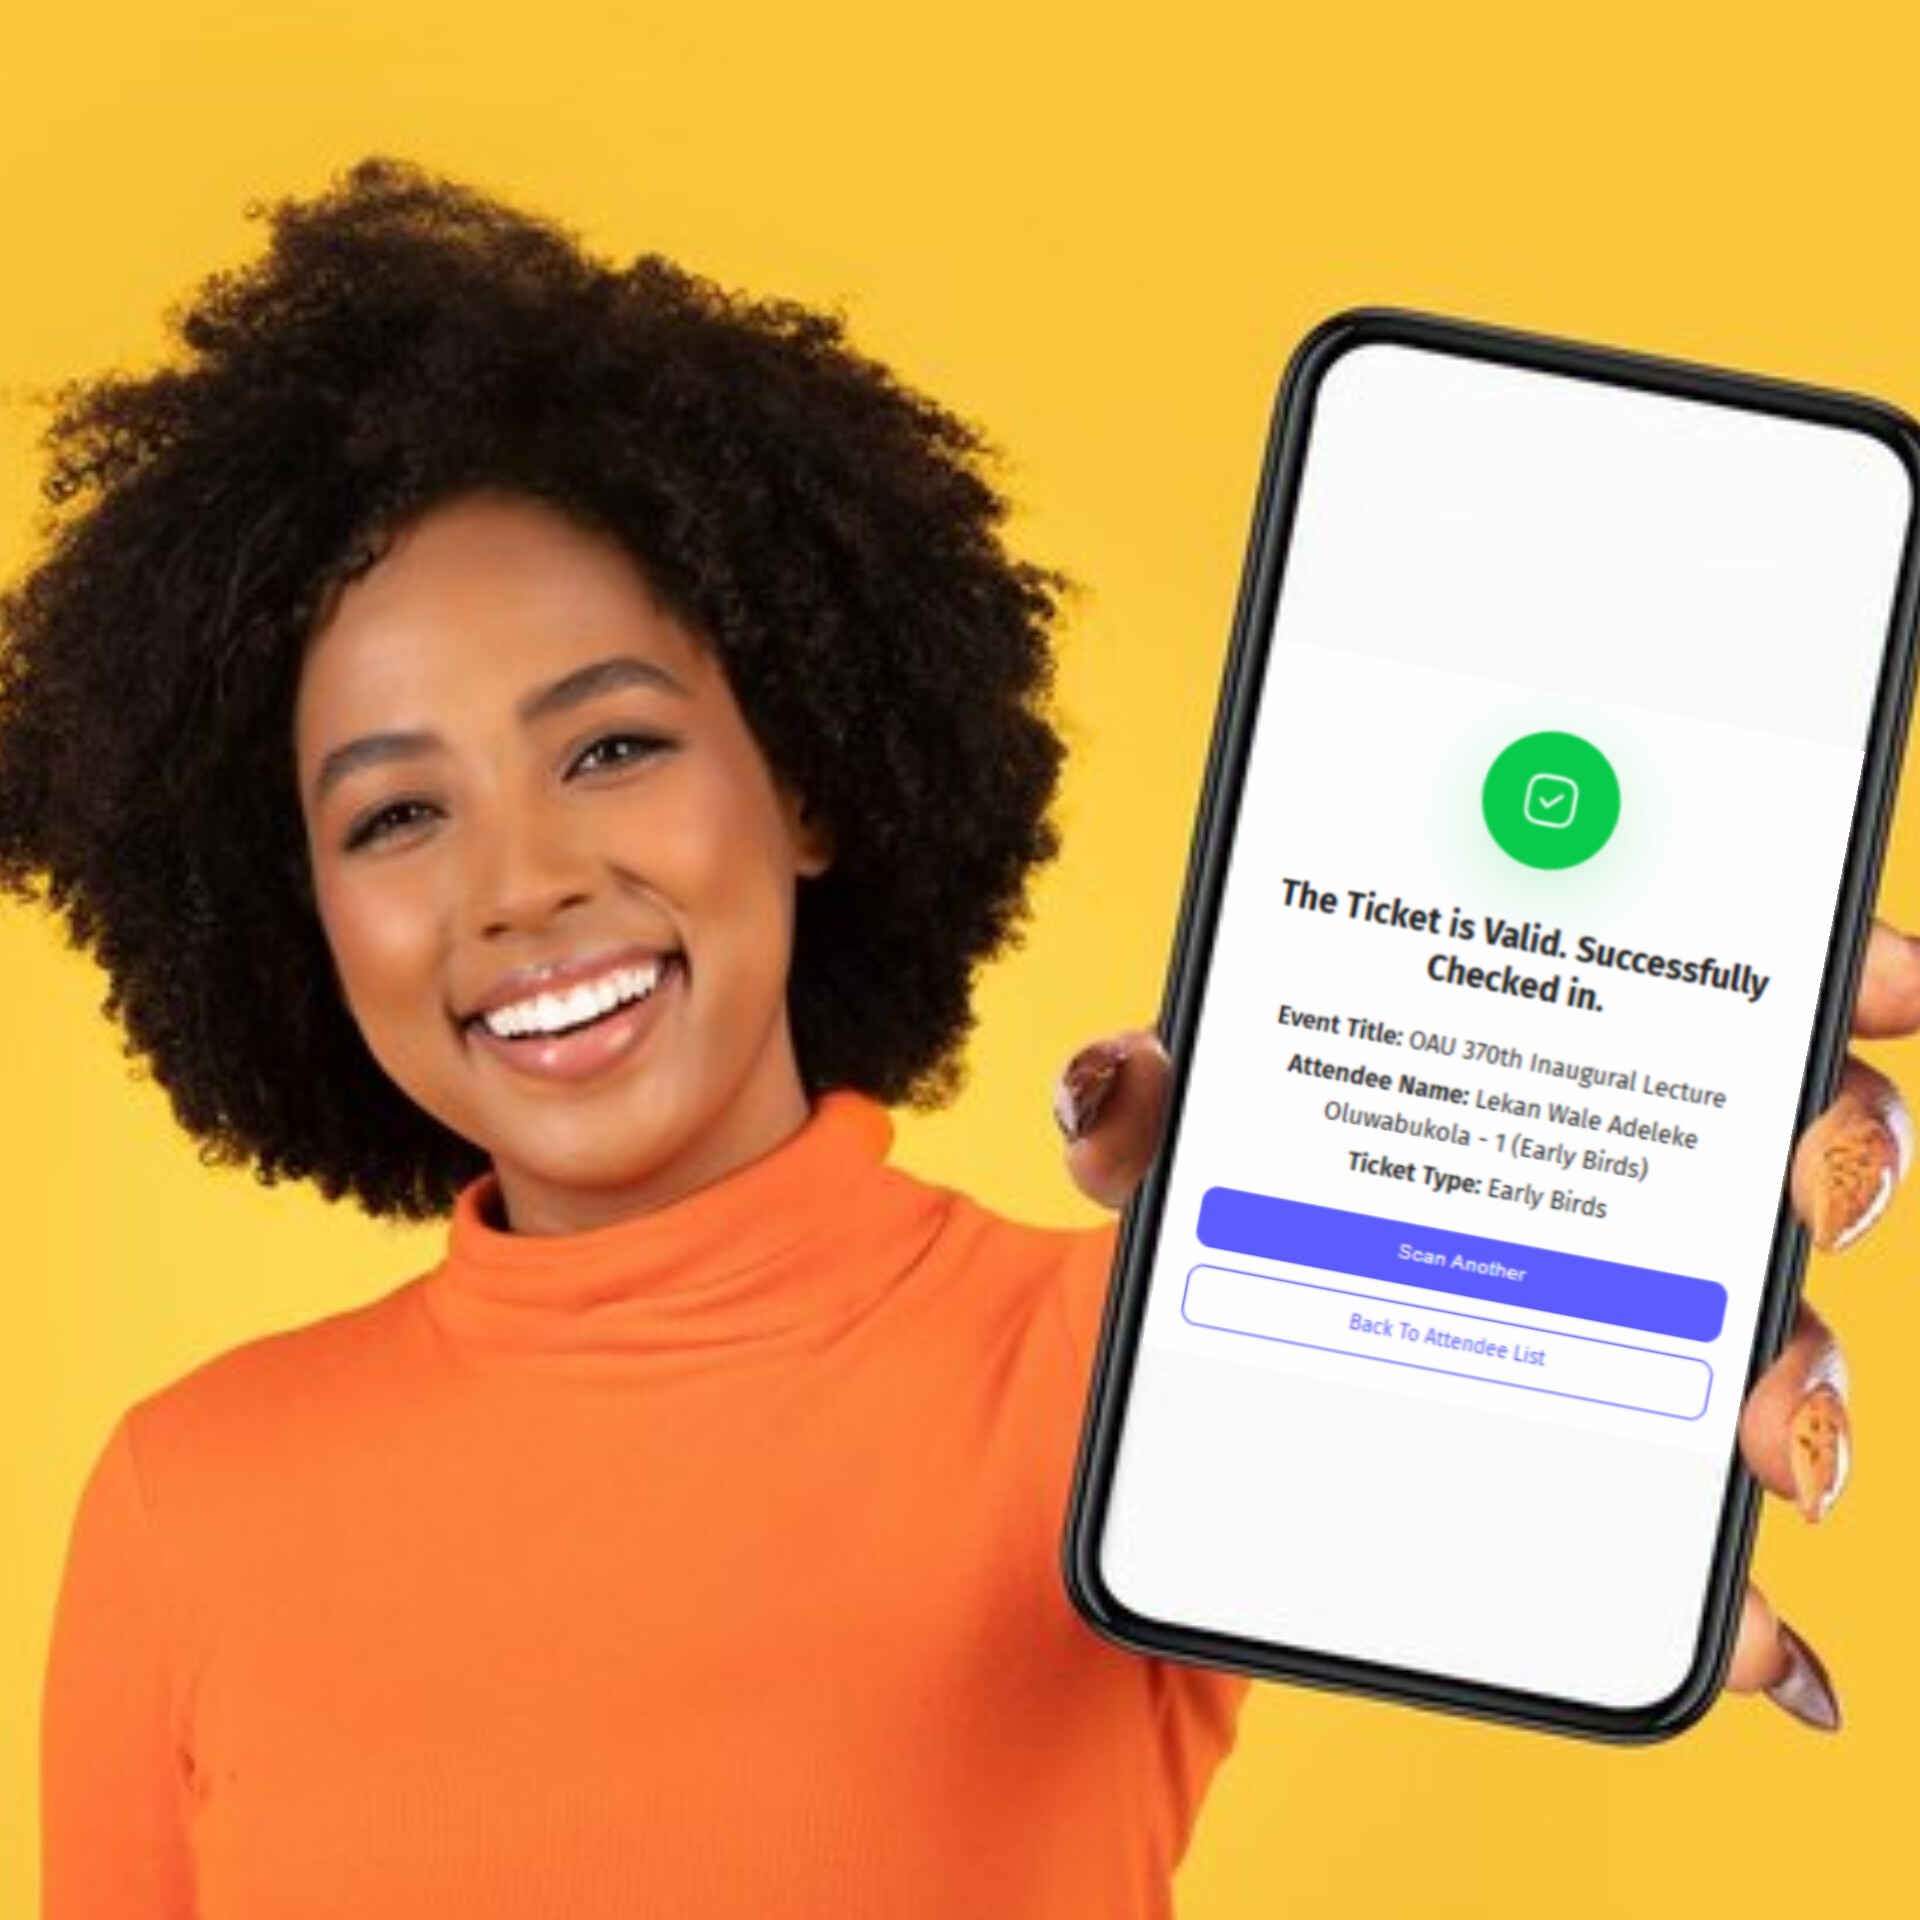 The Ticket is Valid. Successfully
Checked in.
Event Title: OAU 370th Inaugural Lecture
Attendee Name: Lekan Wale Adeleke
Oluwabukola - 1 (Early Birds)
Ticket Type: Early Birds
Scan Another
Back To Attendee List